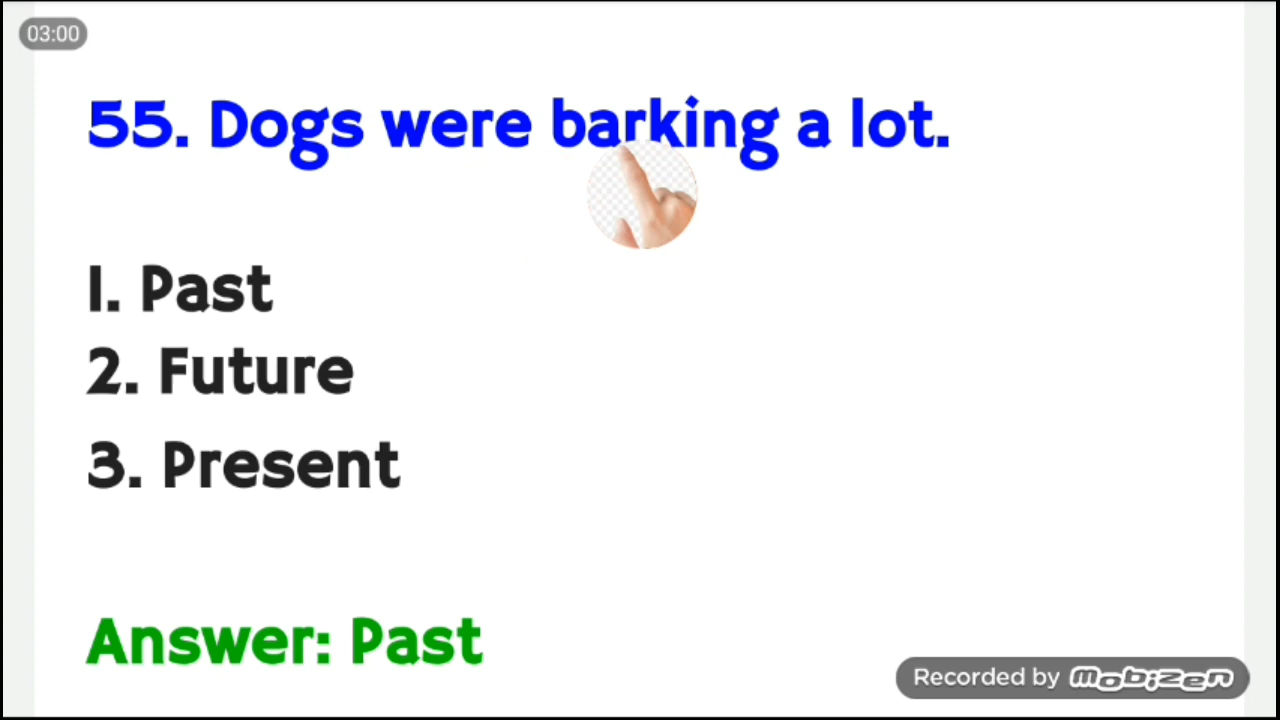 03:00
55. Dogs were barking a lot.
1. Past
2. Future
3. Present
Answer: Past
Recorded by mobizen